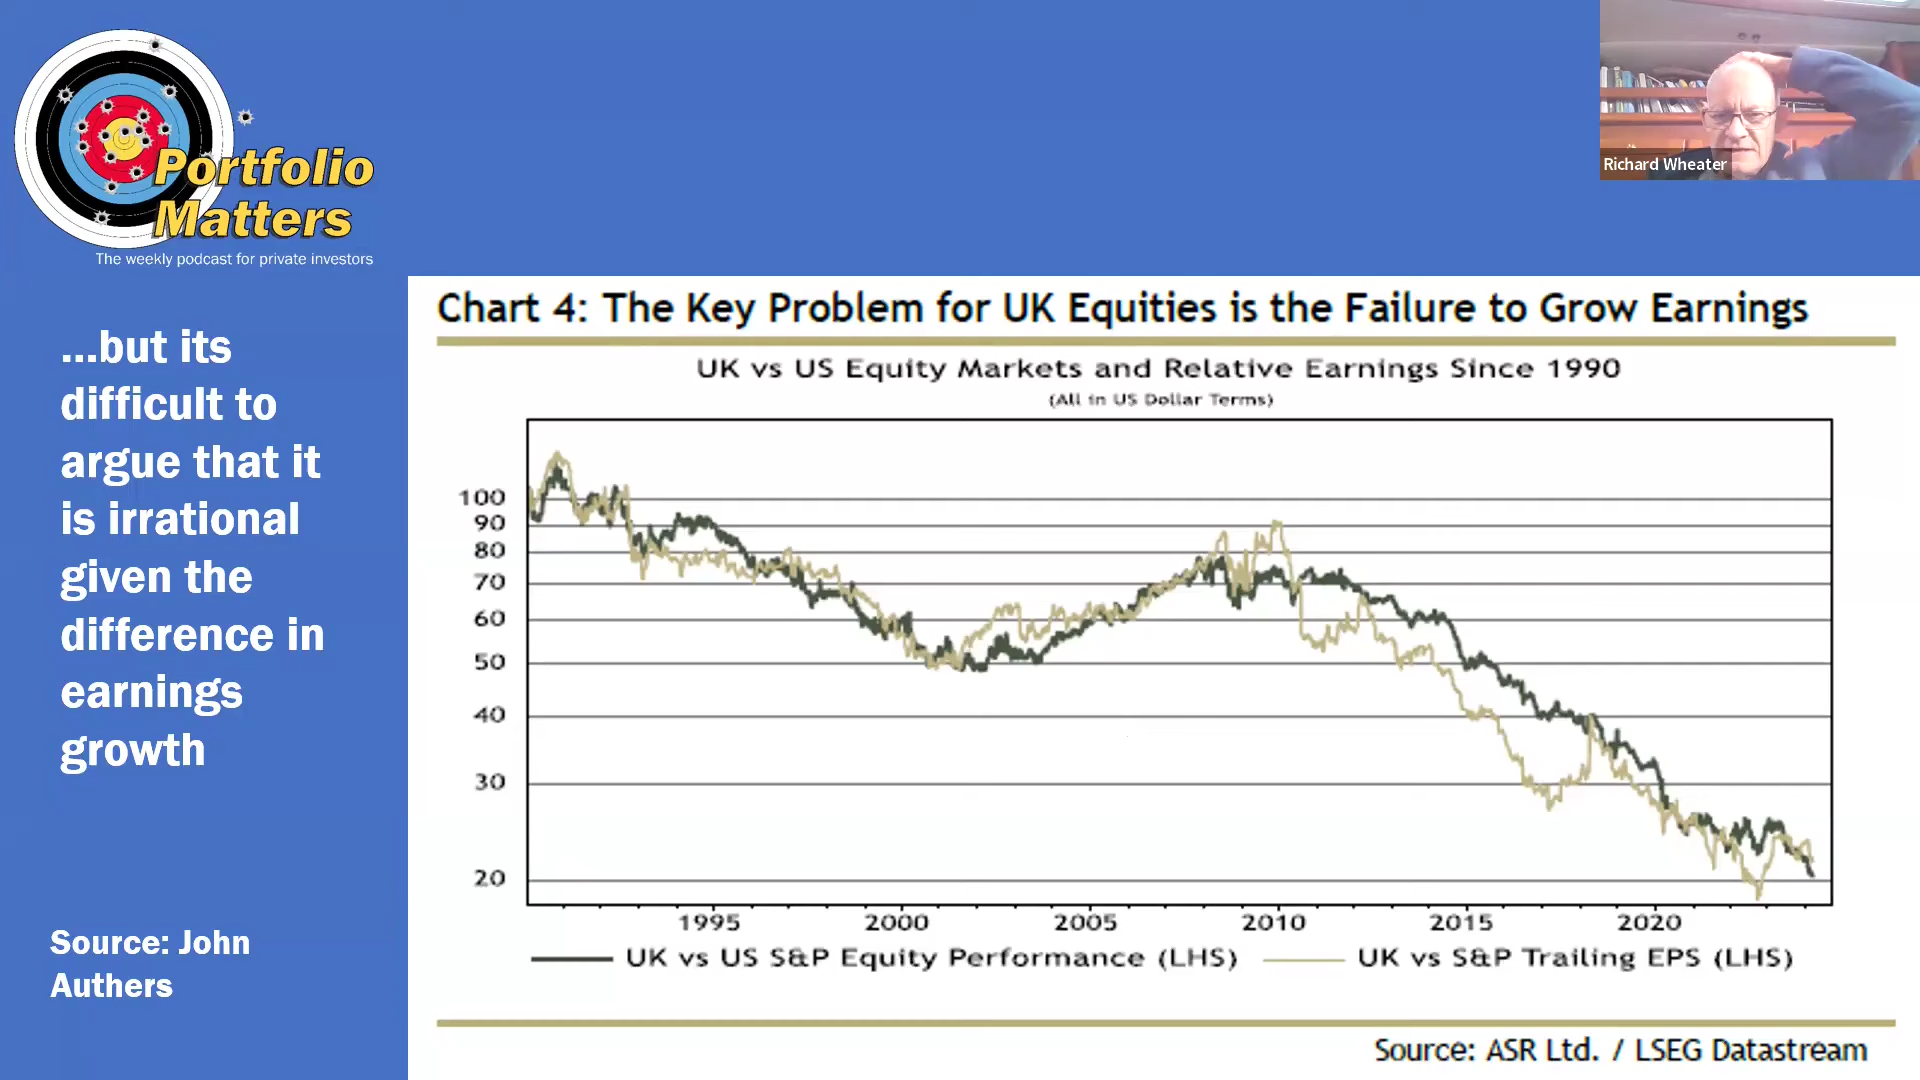 Portfolio
Matters
The weekly podcast for private investors
Richard Wheater
...but its
difficult to
argue that it
is irrational
given the
difference in
earnings
growth
Source: John
Authers
Chart 4: The Key Problem for UK Equities is the Failure to Grow Earnings
UK vs US Equity Markets and Relative Earnings Since 1990
(All in US Dollar Terms)
100
90
80
70
60
50
40
30
20
1995 2000 2005 2010 2015 2020
UK vs US S&P Equity Performance (LHS) UK vs S&P Trailing EPS (LHS)
Source: ASR Ltd. / LSEG Datastream